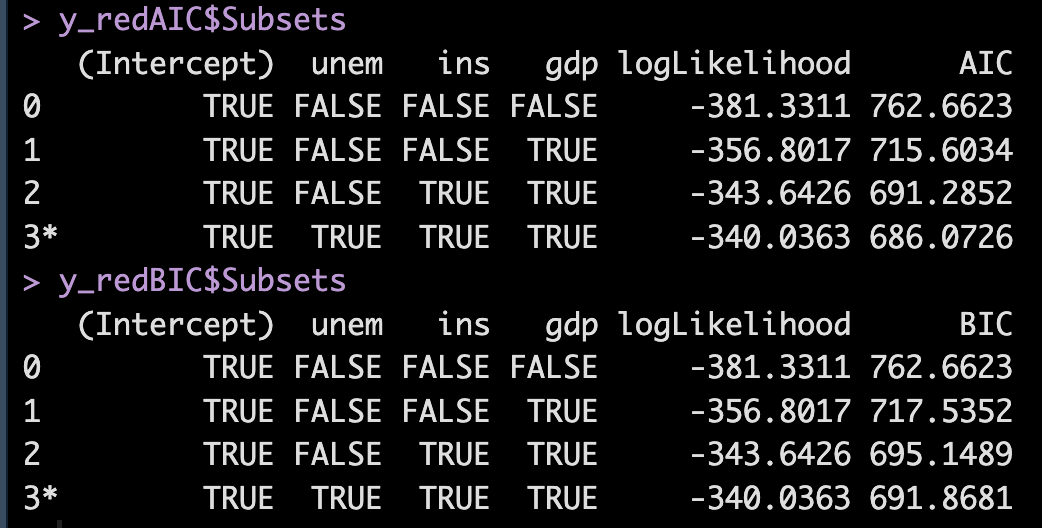 > y_redAIC$Subsets
(Intercept) unem ins gdp logLikelihood AIC
0 TRUE FALSE FALSE FALSE -381.3311 762.6623
1 TRUE FALSE FALSE TRUE -356.8017 715.6034
2 TRUE FALSE TRUE TRUE -343.6426 691.2852
3* TRUE TRUE TRUE TRUE -340.0363 686.0726
> y_redBIC$Subsets
(Intercept) unem ins gdp logLikelihood BIC
0 TRUE FALSE FALSE FALSE -381.3311 762.6623
1 TRUE FALSE FALSE TRUE -356.8017 717.5352
2 TRUE FALSE TRUE TRUE -343.6426 695.1489
3* TRUE TRUE TRUE TRUE -340.0363 691.8681